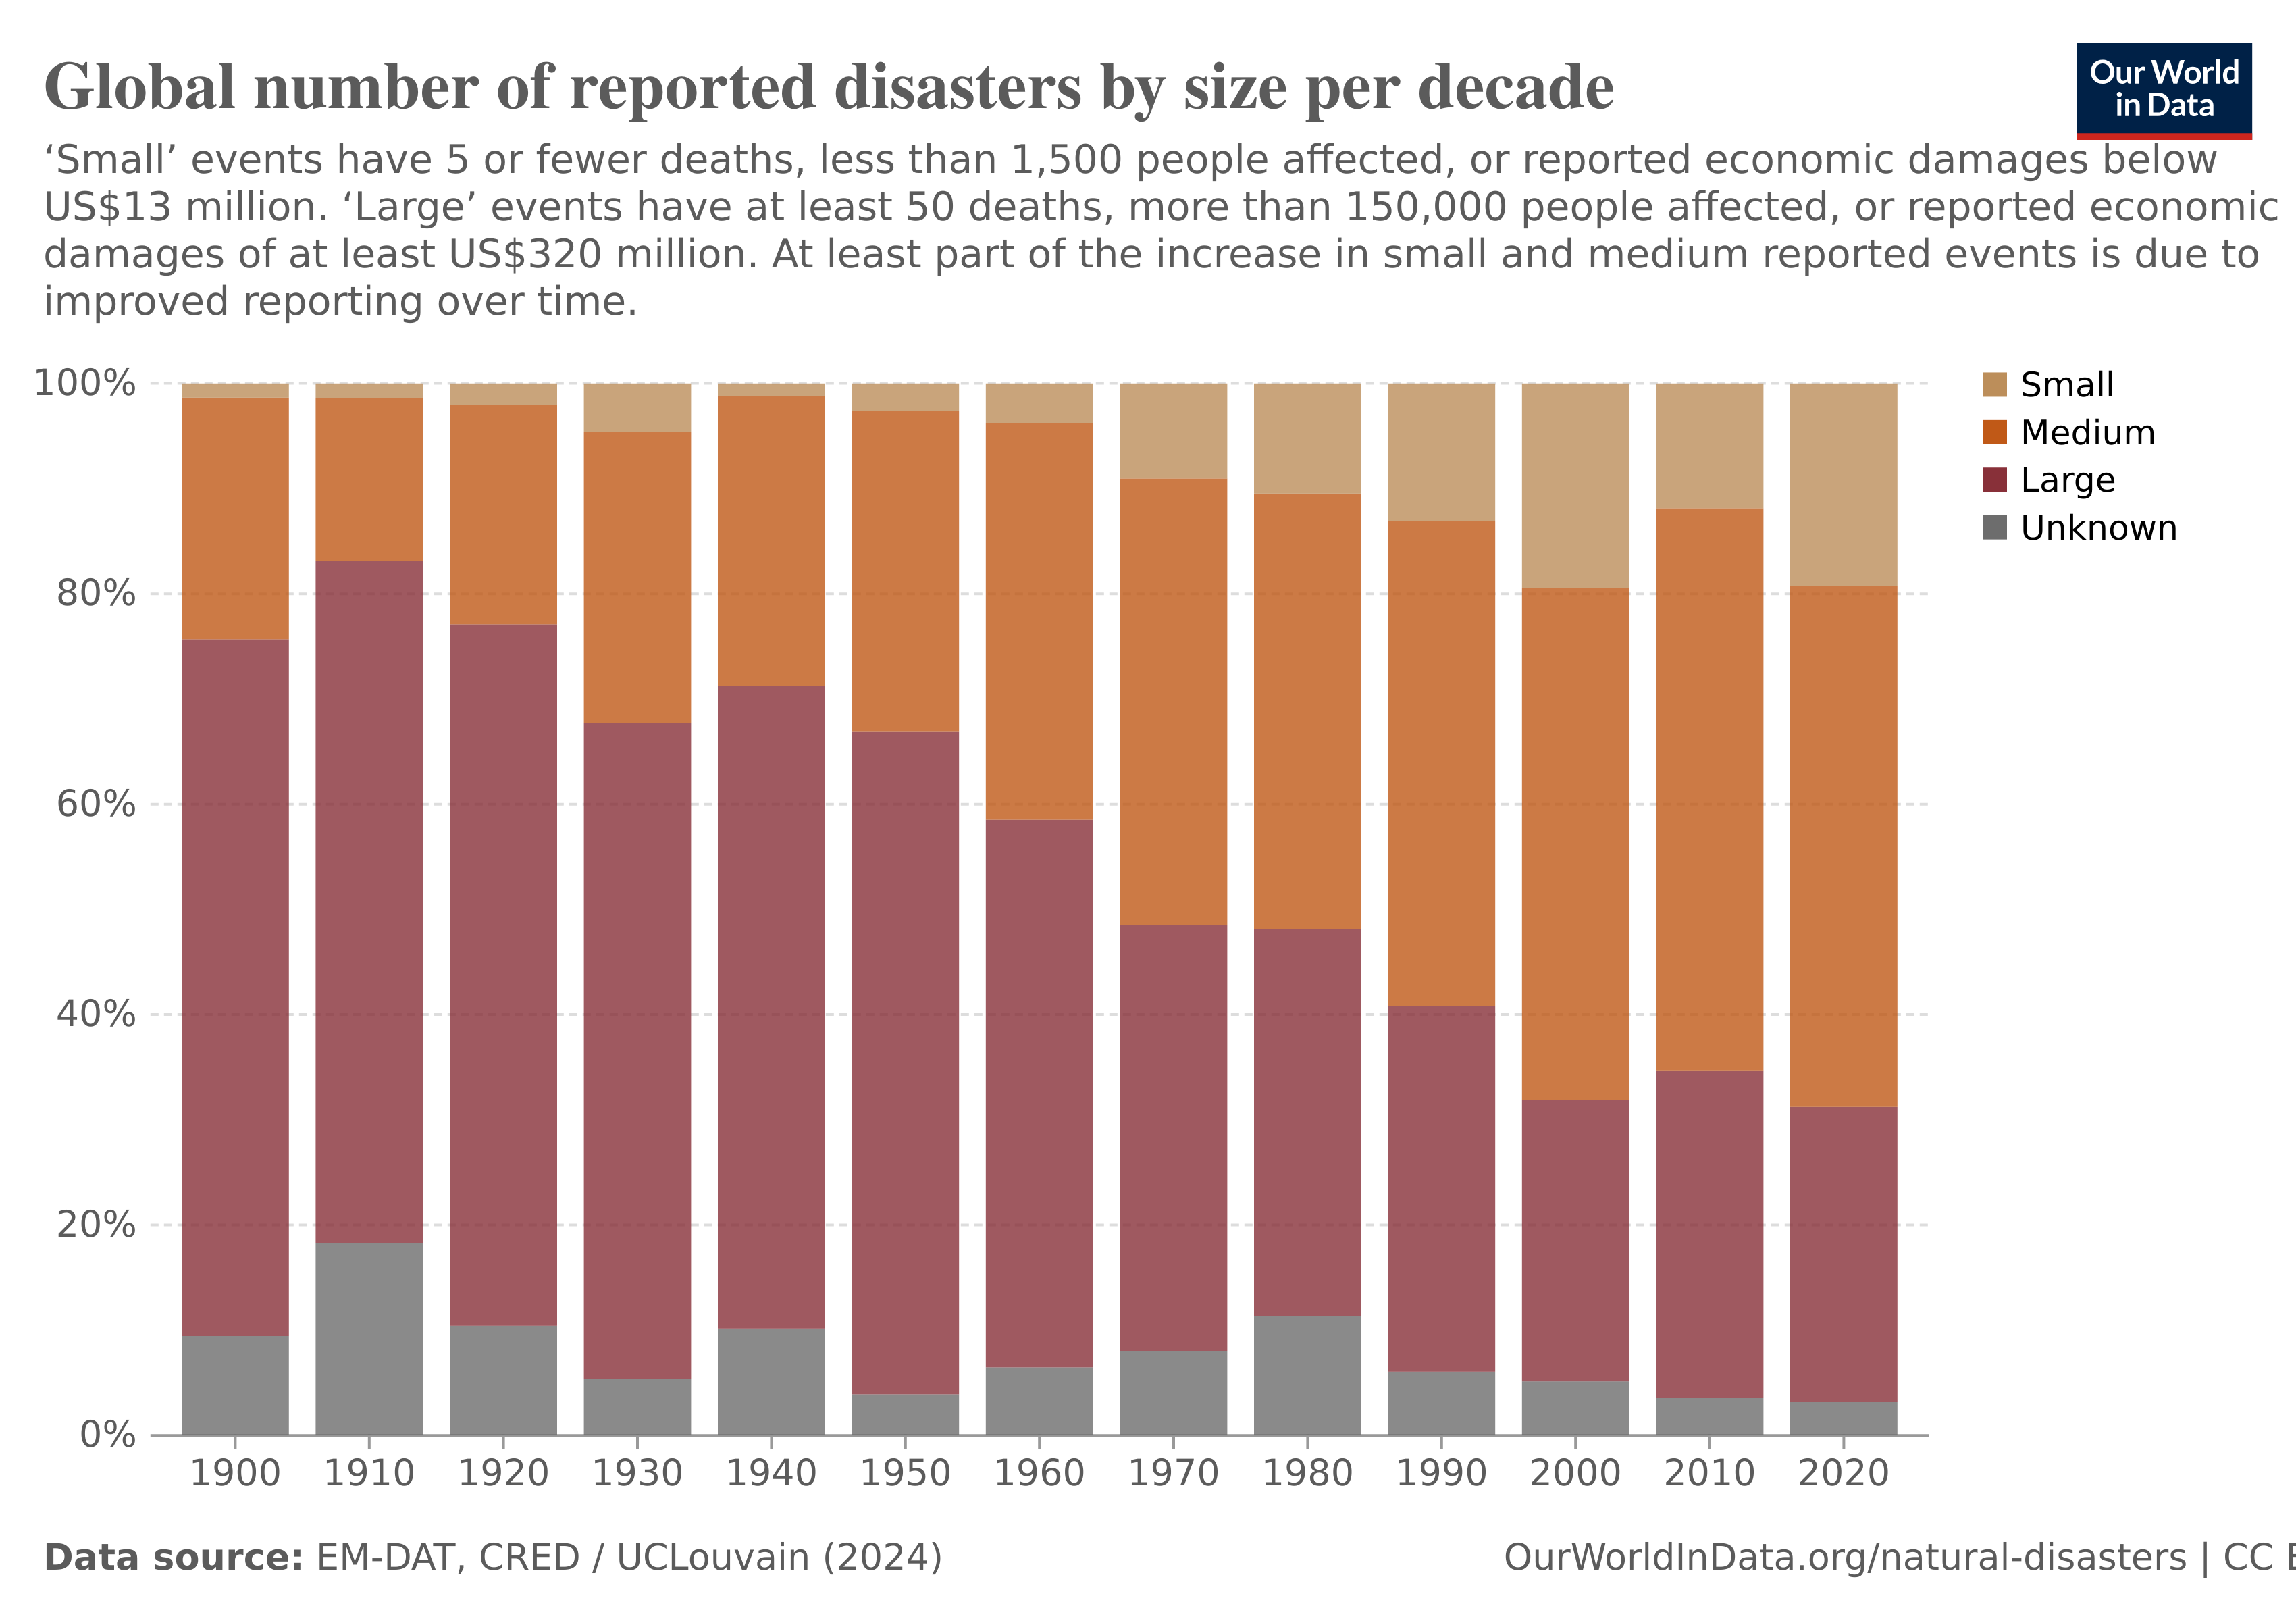 Global number of reported disasters by size per decade
Our World
in Data
‘Small’ events have 5 or fewer deaths, less than 1,500 people affected, or reported economic damages below
US$13 million. ‘Large’ events have at least 50 deaths, more than 150,000 people affected, or reported economic
damages of at least US$320 million. At least part of the increase in small and medium reported events is due to
improved reporting over time.
100%
80%
60%
40%
20%
0%
Small
Medium
Large
Unknown
1900 1910 1920 1930 1940 1950 1960 1970 1980 1990 2000 2010 2020
Data source: EM-DAT, CRED / UCLouvain (2024)
OurWorldInData.org/natural-disasters | CC